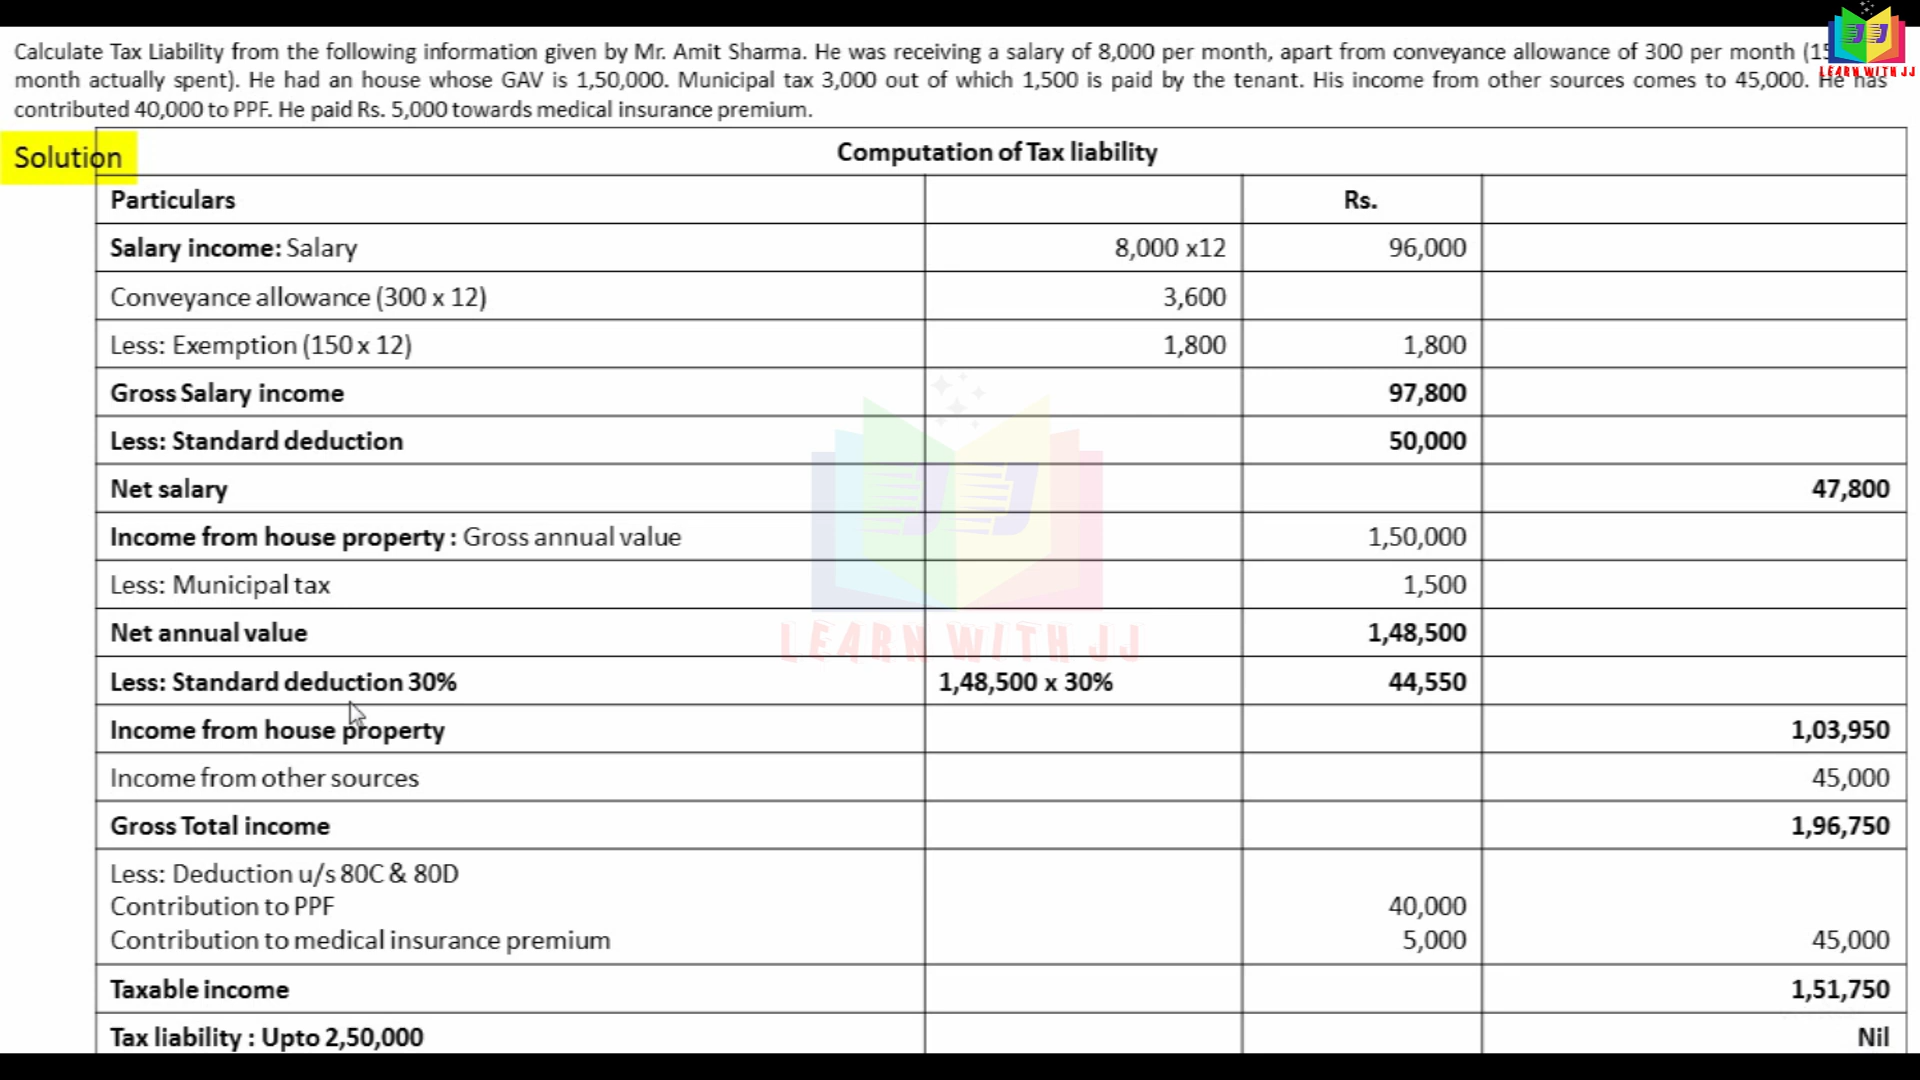 Calculate Tax Liability from the following information given by Mr. Amit Sharma. He was receiving a salary of 8,000 per month, apart from conveyance allowance of 300 per month
month actually spent). He had an house whose GAV is 1,50,000. Municipal tax 3,000 out of which 1,500 is paid by the tenant. His income from other sources comes to 45,000. He has
contributed 40,000 to PPF. He paid Rs. 5,000 towards medical insurance premium.
LEARN WITH JJ
Solution
Computation of Tax liability
Particulars Rs.
Salary income: Salary 8,000 x12 96,000
Conveyance allowance (300 x 12) 3,600
Less: Exemption (150 x 12) 1,800 1,800
Gross Salary income 97,800
Less: Standard deduction 50,000
Net salary 47,800
Income from house property : Gross annual value 1,50,000
Less: Municipal tax 1,500
Net annual value 1,48,500
LEARN WITH JJ
Less: Standard deduction 30% 1,48,500 x 30% 44,550
Income from house property 1,03,950
Income from other sources 45,000
Gross Total income 1,96,750
Less: Deduction u/s 80C & 80D
Contribution to PPF 40,000
Contribution to medical insurance premium 5,000 45,000
Taxable income 1,51,750
Tax liability : Upto 2,50,000 Nil